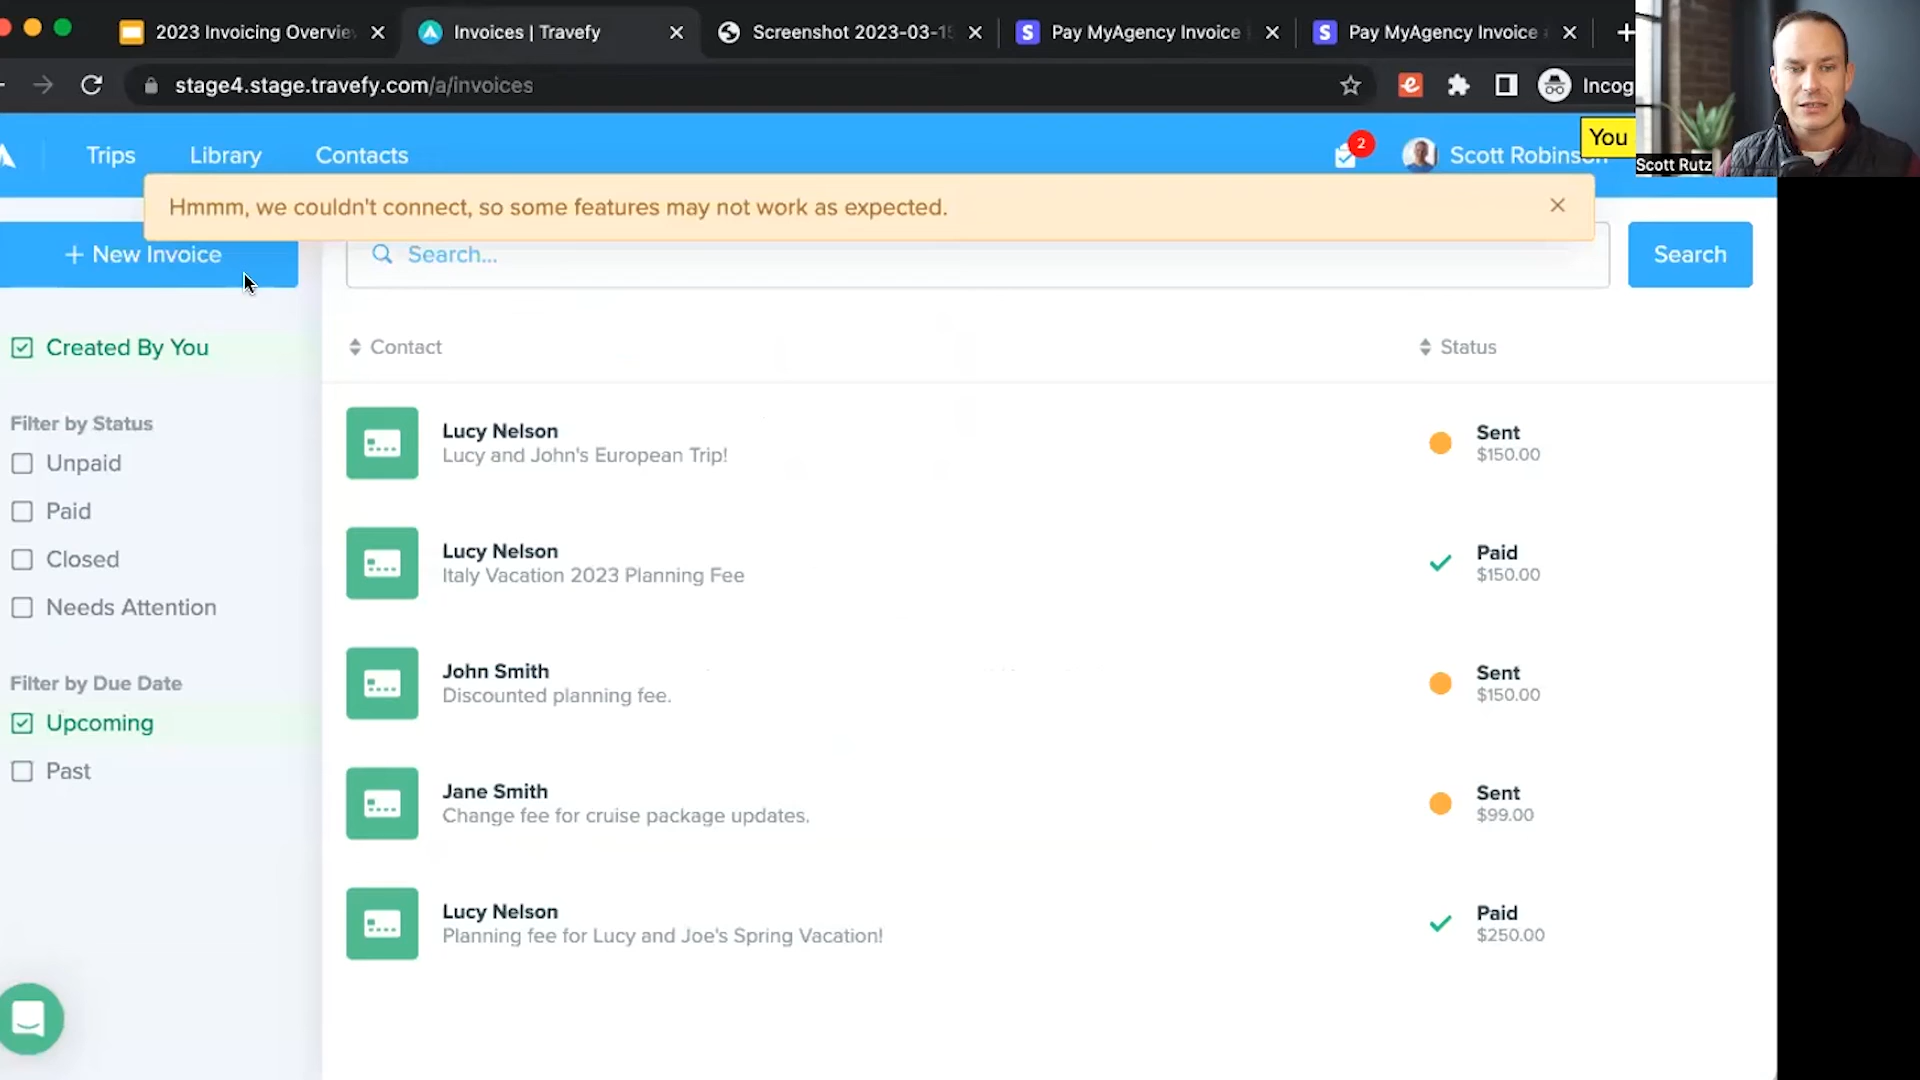 2023 Invoicing Overvie
Invoices | Travefy
Screenshot 2023-03-15
Pay MyAgency Invoice
Pay MyAgency Invoice
stage4.stage.travefy.com/a/invoices
Incog
Trips
Library
Contacts
2
Scott Robinson
You
Scott Rutz
Hmmm, we couldn't connect, so some features may not work as expected.
+ New Invoice
Search...
Search
Created By You
Contact
Status
Filter by Status
Unpaid
Paid
Closed
Needs Attention
Filter by Due Date
Upcoming
Past
Lucy Nelson
Lucy and John's European Trip!
Sent
$150.00
Lucy Nelson
Italy Vacation 2023 Planning Fee
Paid
$150.00
John Smith
Discounted planning fee.
Sent
$150.00
Jane Smith
Change fee for cruise package updates.
Sent
$99.00
Lucy Nelson
Planning fee for Lucy and Joe's Spring Vacation!
Paid
$250.00